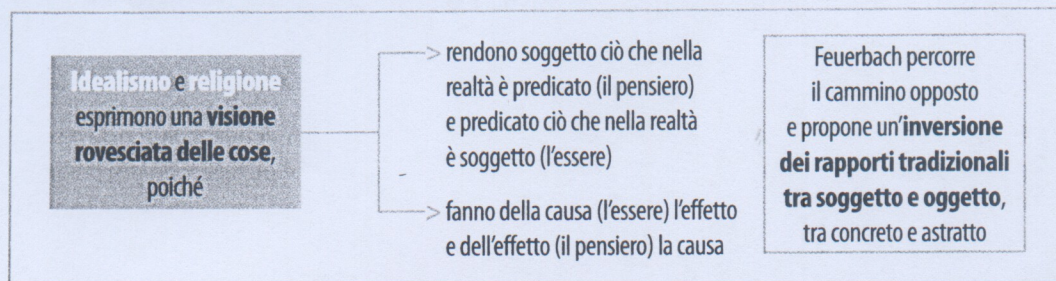 Idealismo e religione
esprimono una visione
rovesciata delle cose,
poiché
> rendono soggetto ciò che nella
realtà è predicato (il pensiero)
e predicato ciò che nella realtà
è soggetto (l'essere)
> fanno della causa (l'essere) l'effetto
e dell'effetto (il pensiero) la causa
Feuerbach percorre
il cammino opposto
e propone un'inversione
dei rapporti tradizionali
tra soggetto e oggetto,
tra concreto e astratto